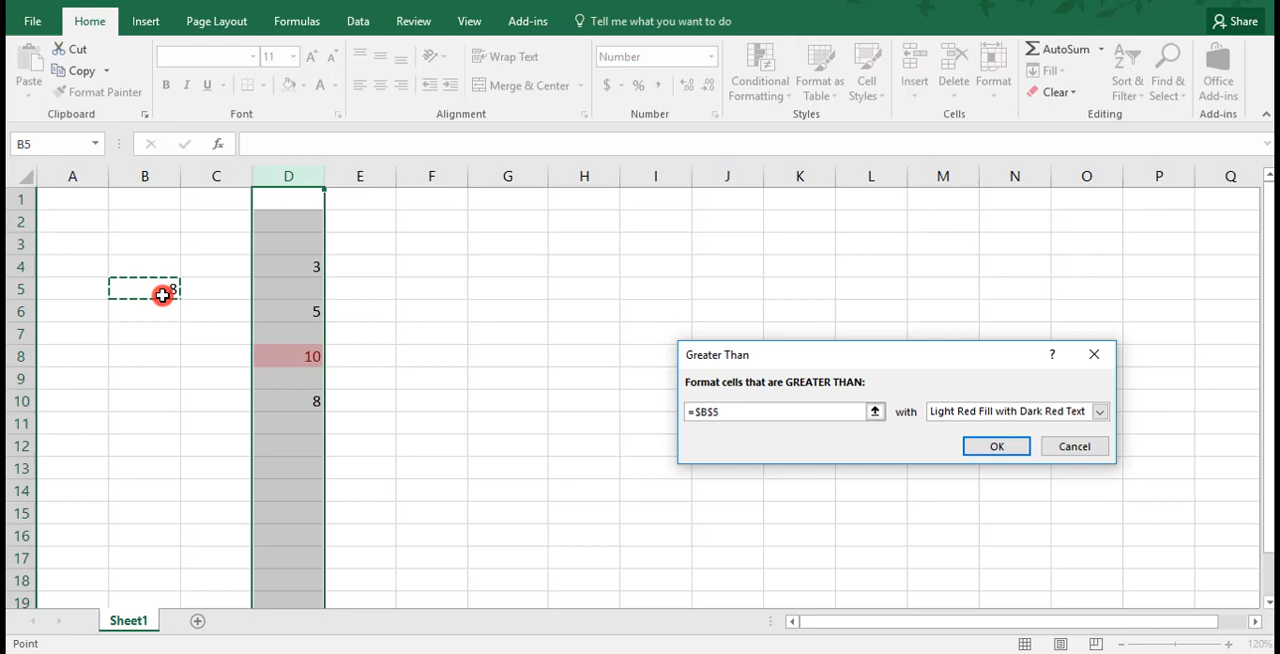 File Home Insert Page Layout Formulas Data Review View Add-ins Tell me what you want to do Share
Paste Cut Copy Format Painter
11 B I U
Wrap Text Merge & Center
Number $ % ,
Conditional Formatting Format as Table Cell Styles
Insert Delete Format
AutoSum Fill Clear Sort & Filter Find & Select
Office Add-ins
Clipboard Font Alignment Number Styles Cells Editing Add-ins
B5 fx
A B C D E F G H I J K L M N O P Q
1
2
3
4 3
5 8
6 5
7
8 10
9
10 8
11
12
13
14
15
16
17
18
19
Greater Than ?
Format cells that are GREATER THAN:
=$B$5 with Light Red Fill with Dark Red Text
OK Cancel
Sheet1
Point 120%